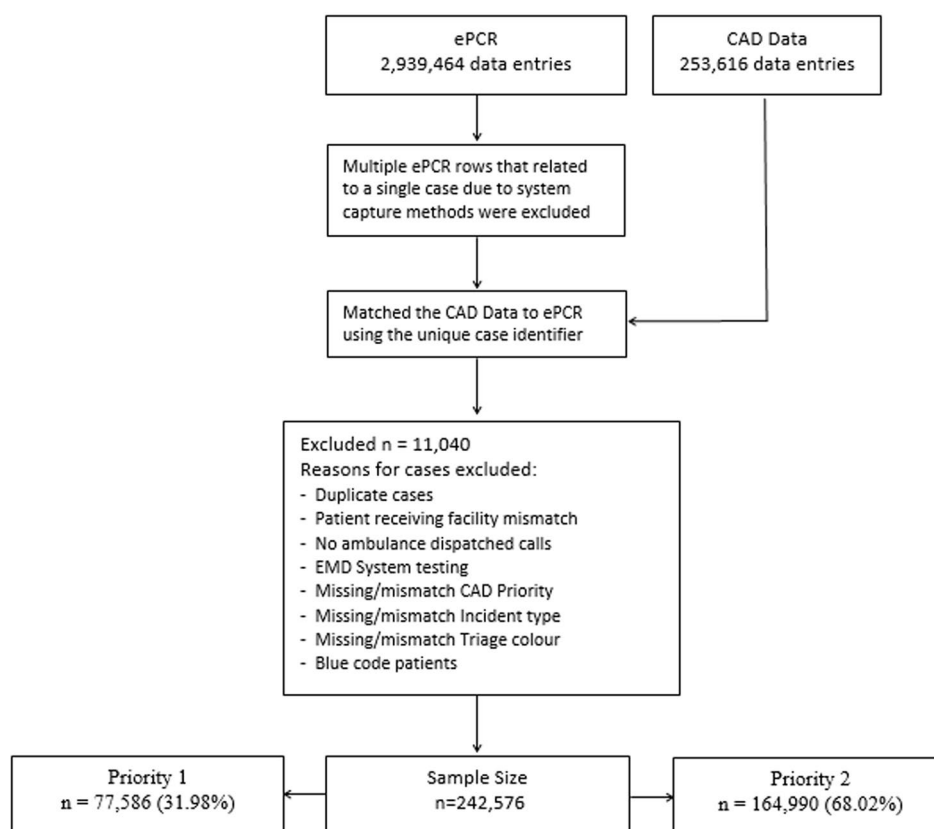 ePCR
2,939,464 data entries
CAD Data
253,616 data entries
Multiple ePCR rows that related
to a single case due to system
capture methods were excluded
Matched the CAD Data to ePCR
using the unique case identifier
Excluded n = 11,040
Reasons for cases excluded:
- Duplicate cases
- Patient receiving facility mismatch
- No ambulance dispatched calls
- EMD System testing
- Missing/mismatch CAD Priority
- Missing/mismatch Incident type
- Missing/mismatch Triage colour
- Blue code patients
Priority 1
n = 77,586 (31.98%)
Sample Size
n=242,576
Priority 2
n = 164,990 (68.02%)